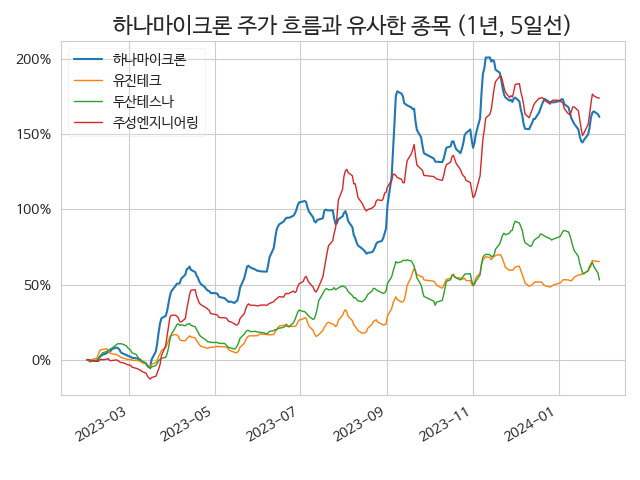 하나마이크론 주가 흐름과 유사한 종목 (1년, 5일선)
하나마이크론
유진테크
두산테스나
주성엔지니어링
200%
150%
100%
50%
0%
2023-03
2023-05
2023-07
2023-09
2023-11
2024-01